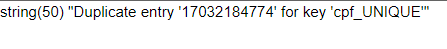 string(50) "Duplicate entry '17032184774' for key 'cpf_UNIQUE'"